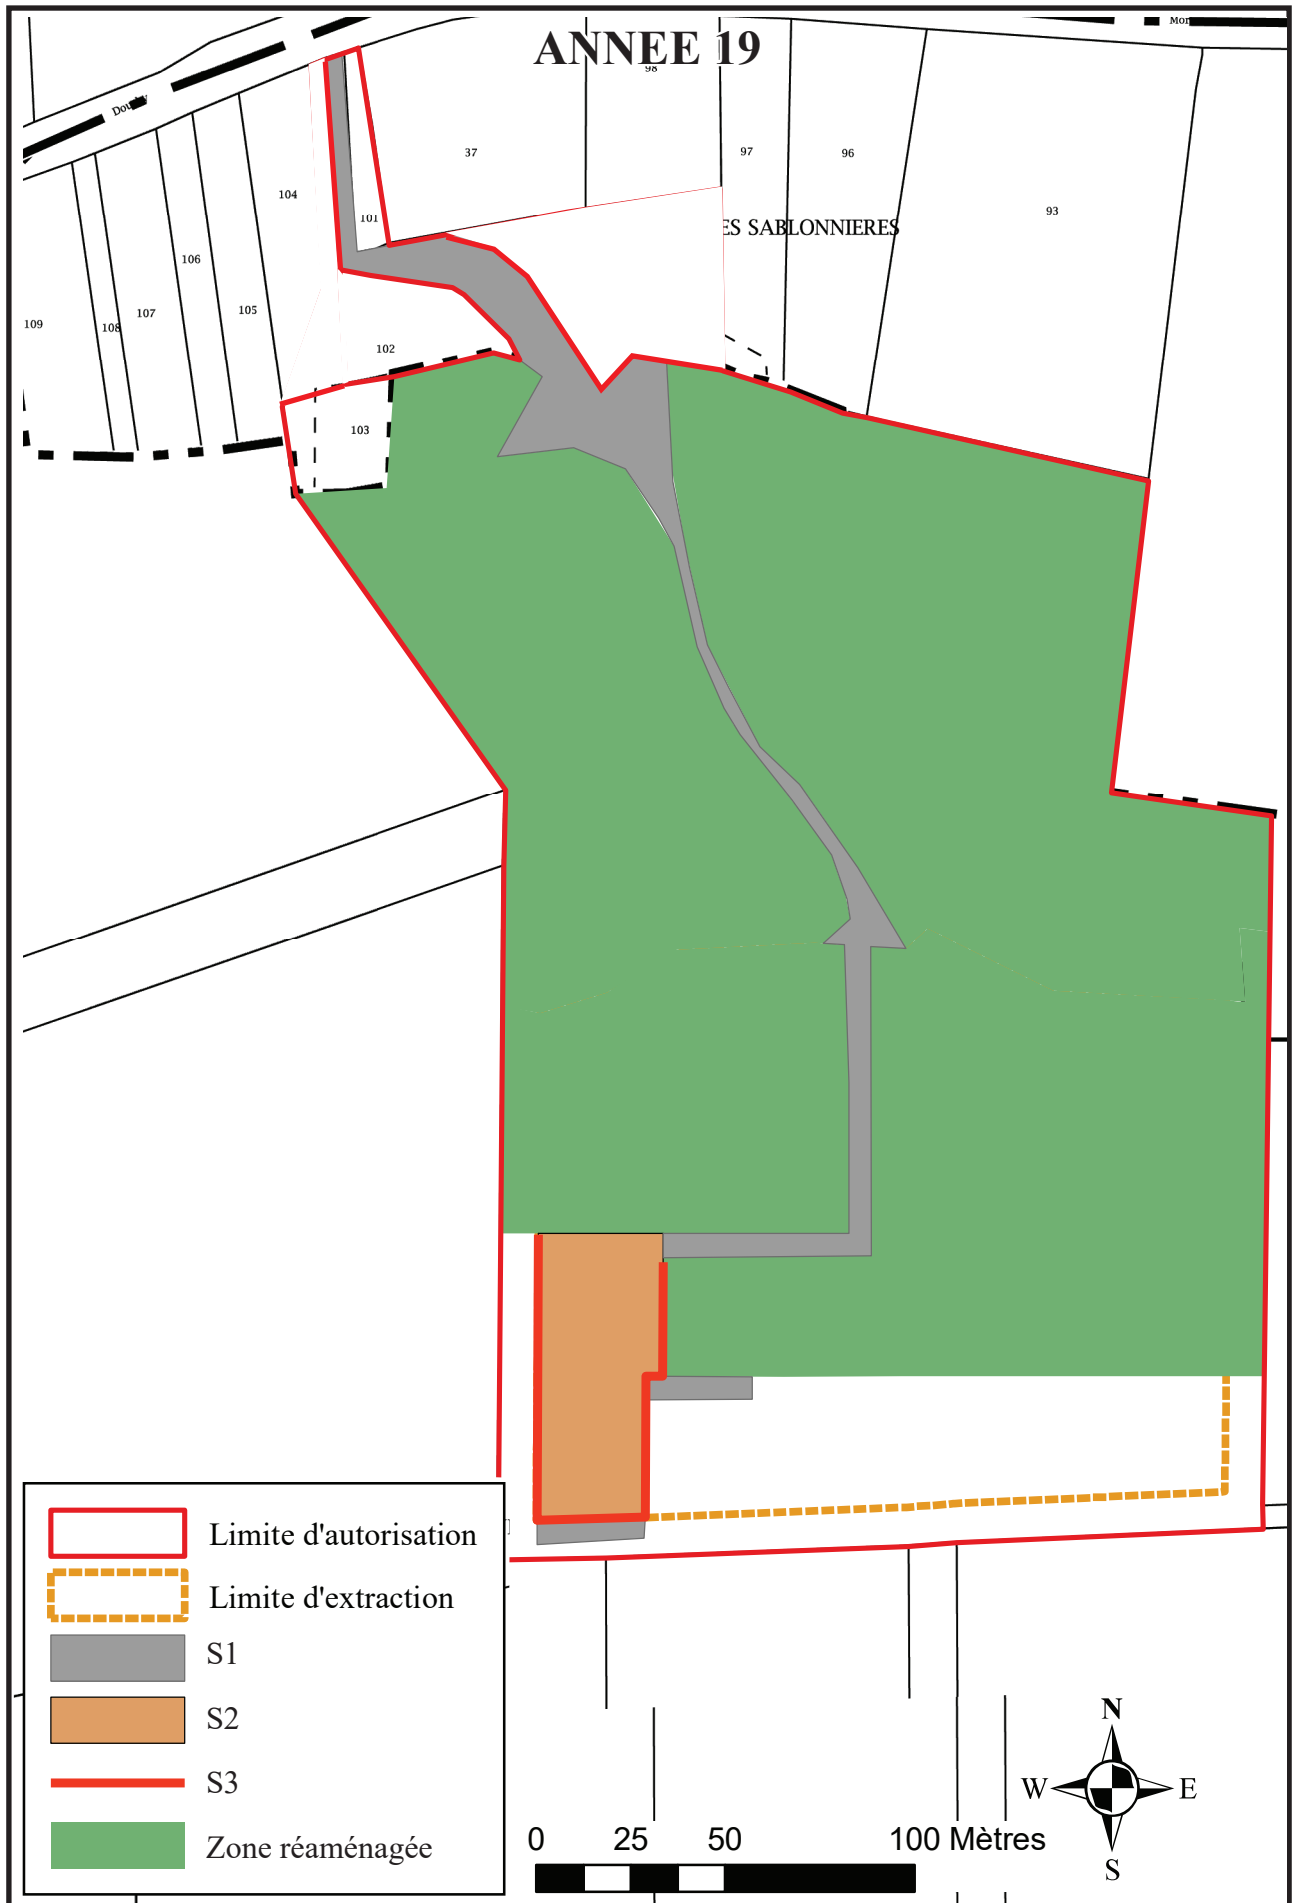 ANNEE 19
98
37
97
96
93
104
101
ES SABLONNIERES
106
105
107
108
109
102
103
Limite d'autorisation
Limite d'extraction
S1
S2
S3
Zone réaménagée
0 25 50 100 Mètres
N
W E
S